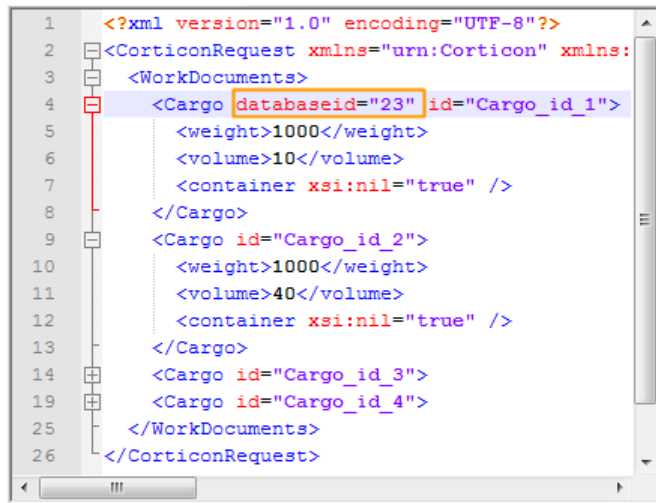 1 <?xml version="1.0" encoding="UTF-8"?>
2 <CorticonRequest xmlns="urn:Corticon" xmlns:
3 <WorkDocuments>
4 <Cargo databaseid="23" id="Cargo_id_1">
5 <weight>1000</weight>
6 <volume>10</volume>
7 <container xsi:nil="true" />
8 </Cargo>
9 <Cargo id="Cargo_id_2">
10 <weight>1000</weight>
11 <volume>40</volume>
12 <container xsi:nil="true" />
13 </Cargo>
14 <Cargo id="Cargo_id_3">
19 <Cargo id="Cargo_id_4">
25 </WorkDocuments>
26 </CorticonRequest>